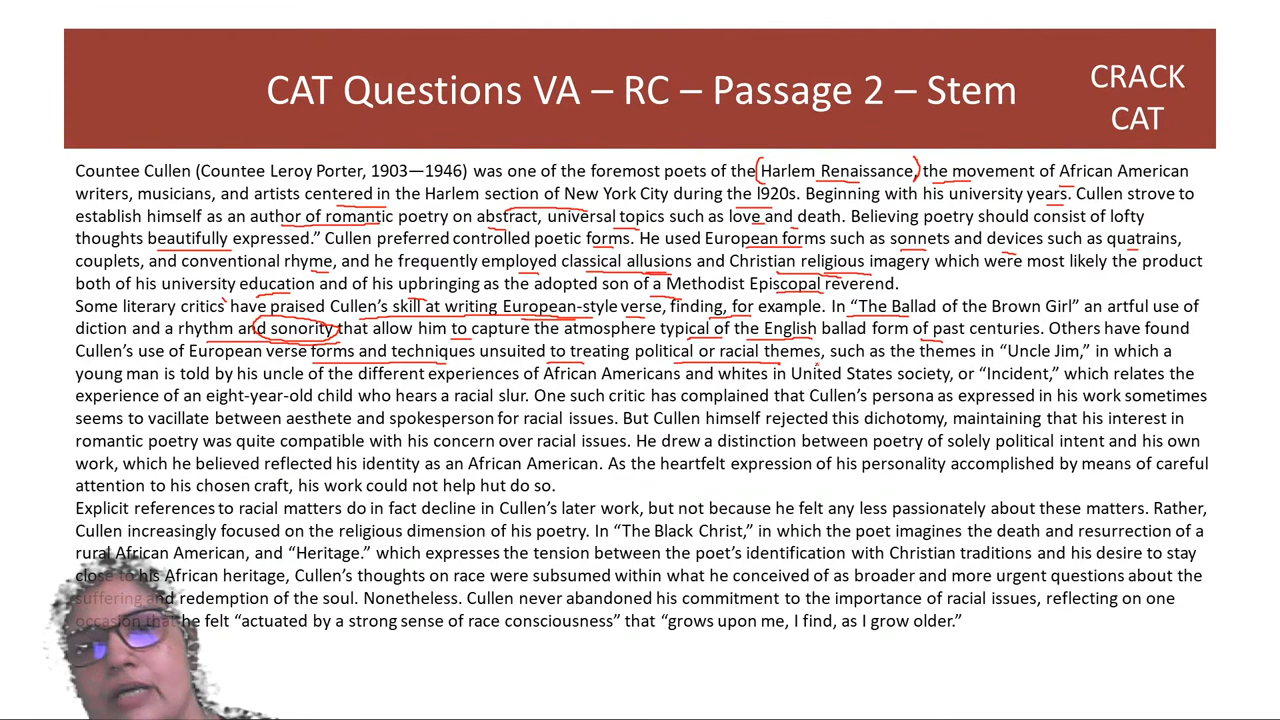 CAT Questions VA – RC – Passage 2 – Stem
CRACK
CAT
Countee Cullen (Countee Leroy Porter, 1903—1946) was one of the foremost poets of the Harlem Renaissance, the movement of African American
writers, musicians, and artists centered in the Harlem section of New York City during the l920s. Beginning with his university years. Cullen strove to
establish himself as an author of romantic poetry on abstract, universal topics such as love and death. Believing poetry should consist of lofty
thoughts beautifully expressed.” Cullen preferred controlled poetic forms. He used European forms such as sonnets and devices such as quatrains,
couplets, and conventional rhyme, and he frequently employed classical allusions and Christian religious imagery which were most likely the product
both of his university education and of his upbringing as the adopted son of a Methodist Episcopal reverend.
Some literary critics have praised Cullen’s skill at writing European-style verse, finding, for example. In “The Ballad of the Brown Girl” an artful use of
diction and a rhythm and sonority that allow him to capture the atmosphere typical of the English ballad form of past centuries. Others have found
Cullen’s use of European verse forms and techniques unsuited to treating political or racial themes, such as the themes in “Uncle Jim,” in which a
young man is told by his uncle of the different experiences of African Americans and whites in United States society, or “Incident,” which relates the
experience of an eight-year-old child who hears a racial slur. One such critic has complained that Cullen’s persona as expressed in his work sometimes
seems to vacillate between aesthete and spokesperson for racial issues. But Cullen himself rejected this dichotomy, maintaining that his interest in
romantic poetry was quite compatible with his concern over racial issues. He drew a distinction between poetry of solely political intent and his own
work, which he believed reflected his identity as an African American. As the heartfelt expression of his personality accomplished by means of careful
attention to his chosen craft, his work could not help hut do so.
Explicit references to racial matters do in fact decline in Cullen’s later work, but not because he felt any less passionately about these matters. Rather,
Cullen increasingly focused on the religious dimension of his poetry. In “The Black Christ,” in which the poet imagines the death and resurrection of a
rural African American, and “Heritage.” which expresses the tension between the poet’s identification with Christian traditions and his desire to stay
close to his African heritage, Cullen’s thoughts on race were subsumed within what he conceived of as broader and more urgent questions about the
suffering and redemption of the soul. Nonetheless. Cullen never abandoned his commitment to the importance of racial issues, reflecting on one
occasion that he felt “actuated by a strong sense of race consciousness” that “grows upon me, I find, as I grow older.”